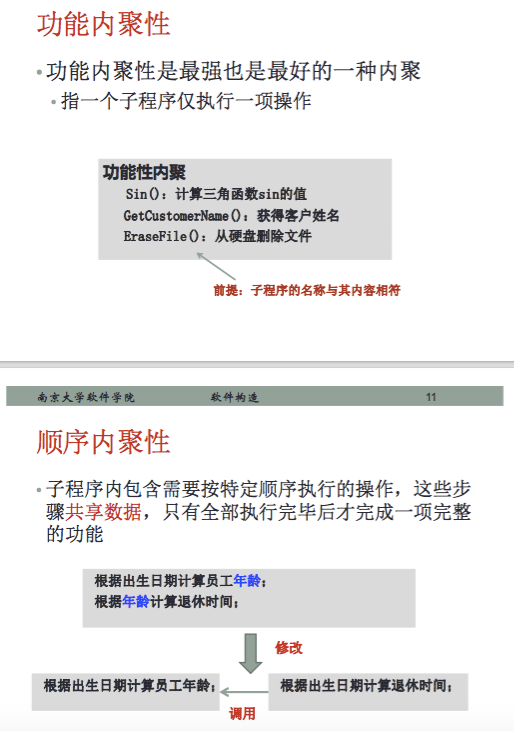 功能内聚性
•功能内聚性是最强也是最好的一种内聚
•指一个子程序仅执行一项操作
功能性内聚
Sin()：计算三角函数sin的值
GetCustomerName()：获得客户姓名
EraseFile()：从硬盘删除文件
前提：子程序的名称与其内容相符
南京大学软件学院 软件构造 11
顺序内聚性
•子程序内包含需要按特定顺序执行的操作，这些步
骤共享数据，只有全部执行完毕后才完成一项完整
的功能
根据出生日期计算员工年龄；
根据年龄计算退休时间；
修改
根据出生日期计算员工年龄； 根据出生日期计算退休时间；
调用